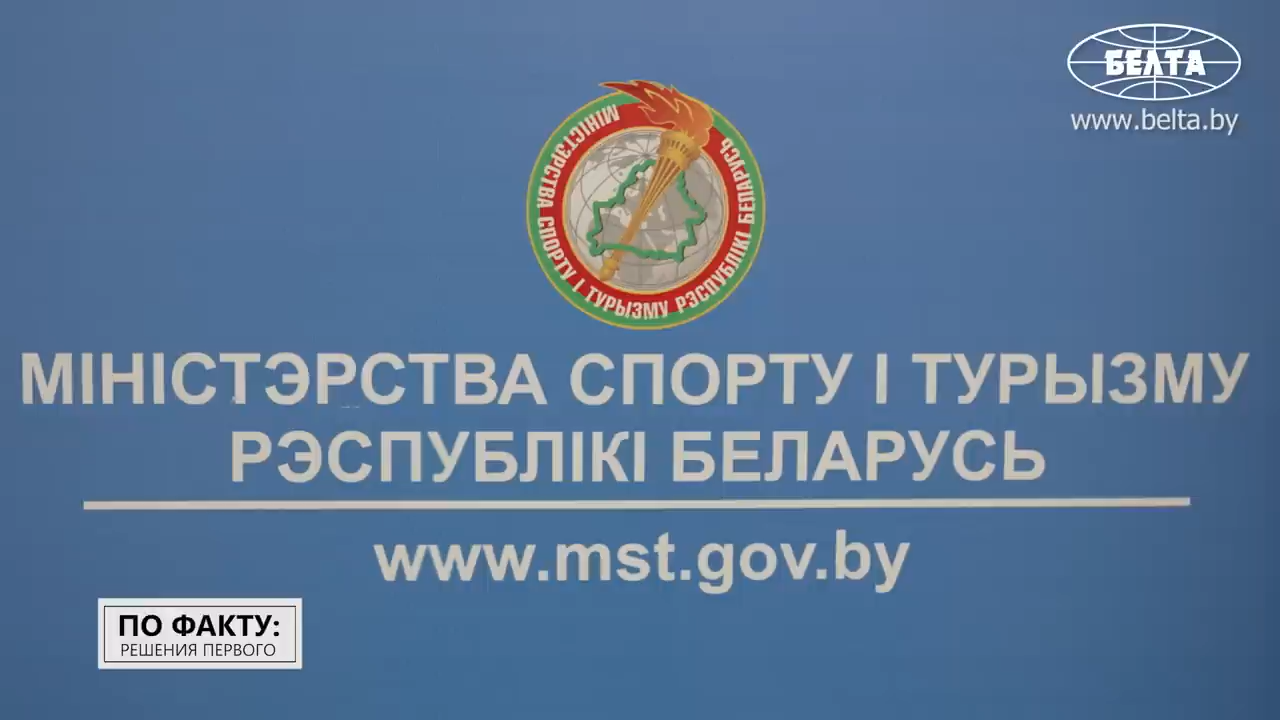 БЕЛТА
www.belta.by
МІНІСТЭРСТВА СПОРТУ І ТУРЫЗМУ РЭСПУБЛІКІ БЕЛАРУСЬ
МІНІСТЭРСТВА СПОРТУ І ТУРЫЗМУ
РЭСПУБЛІКІ БЕЛАРУСЬ
www.mst.gov.by
ПО ФАКТУ:
РЕШЕНИЯ ПЕРВОГО